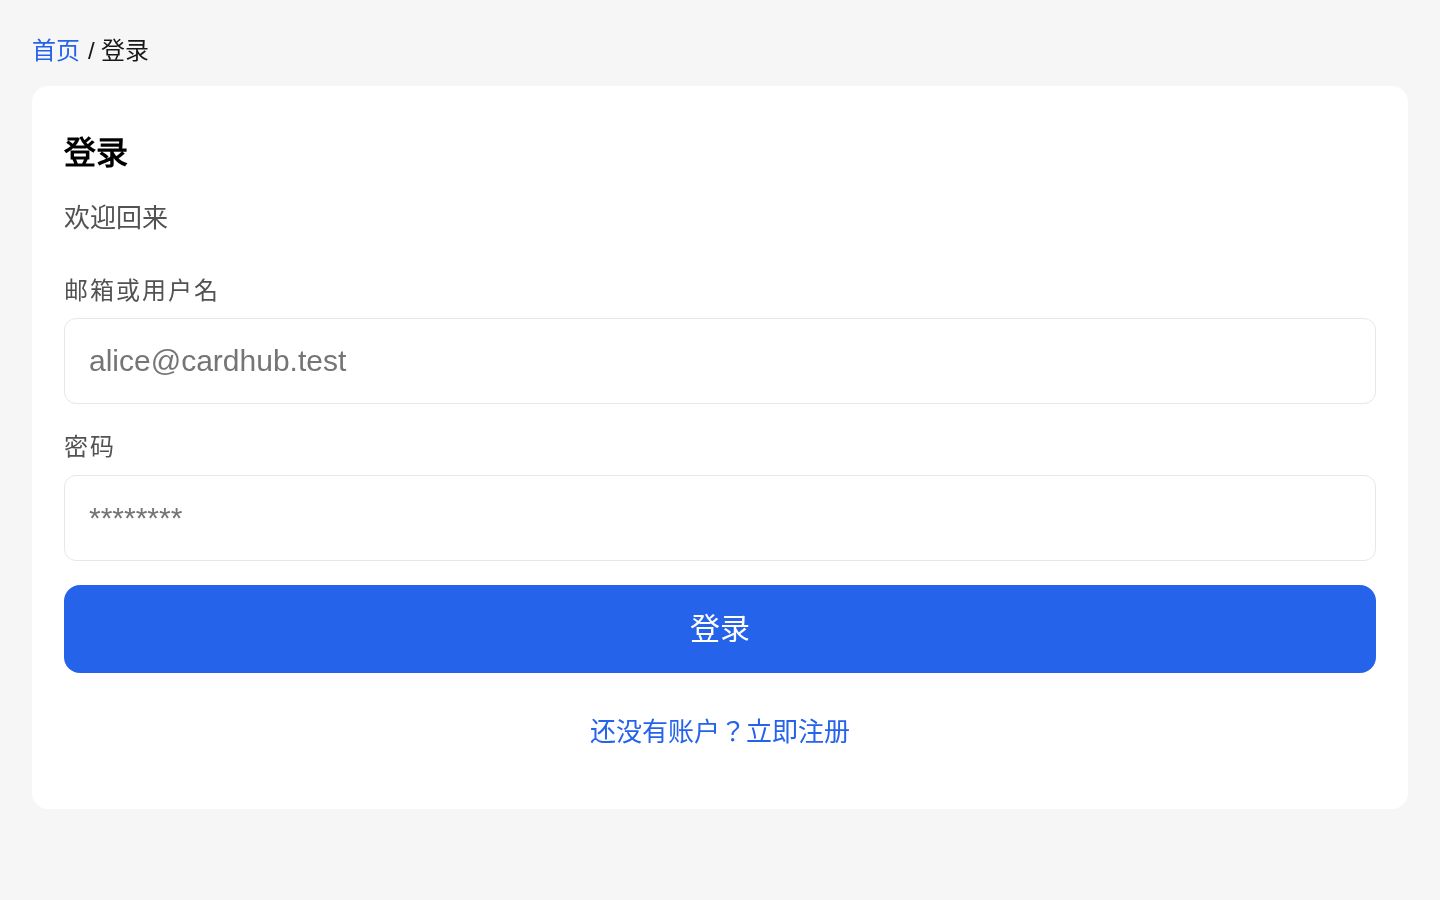 首页 / 登录
登录
欢迎回来
邮箱或用户名
alice@cardhub.test
密码
********
登录
还没有账户？立即注册